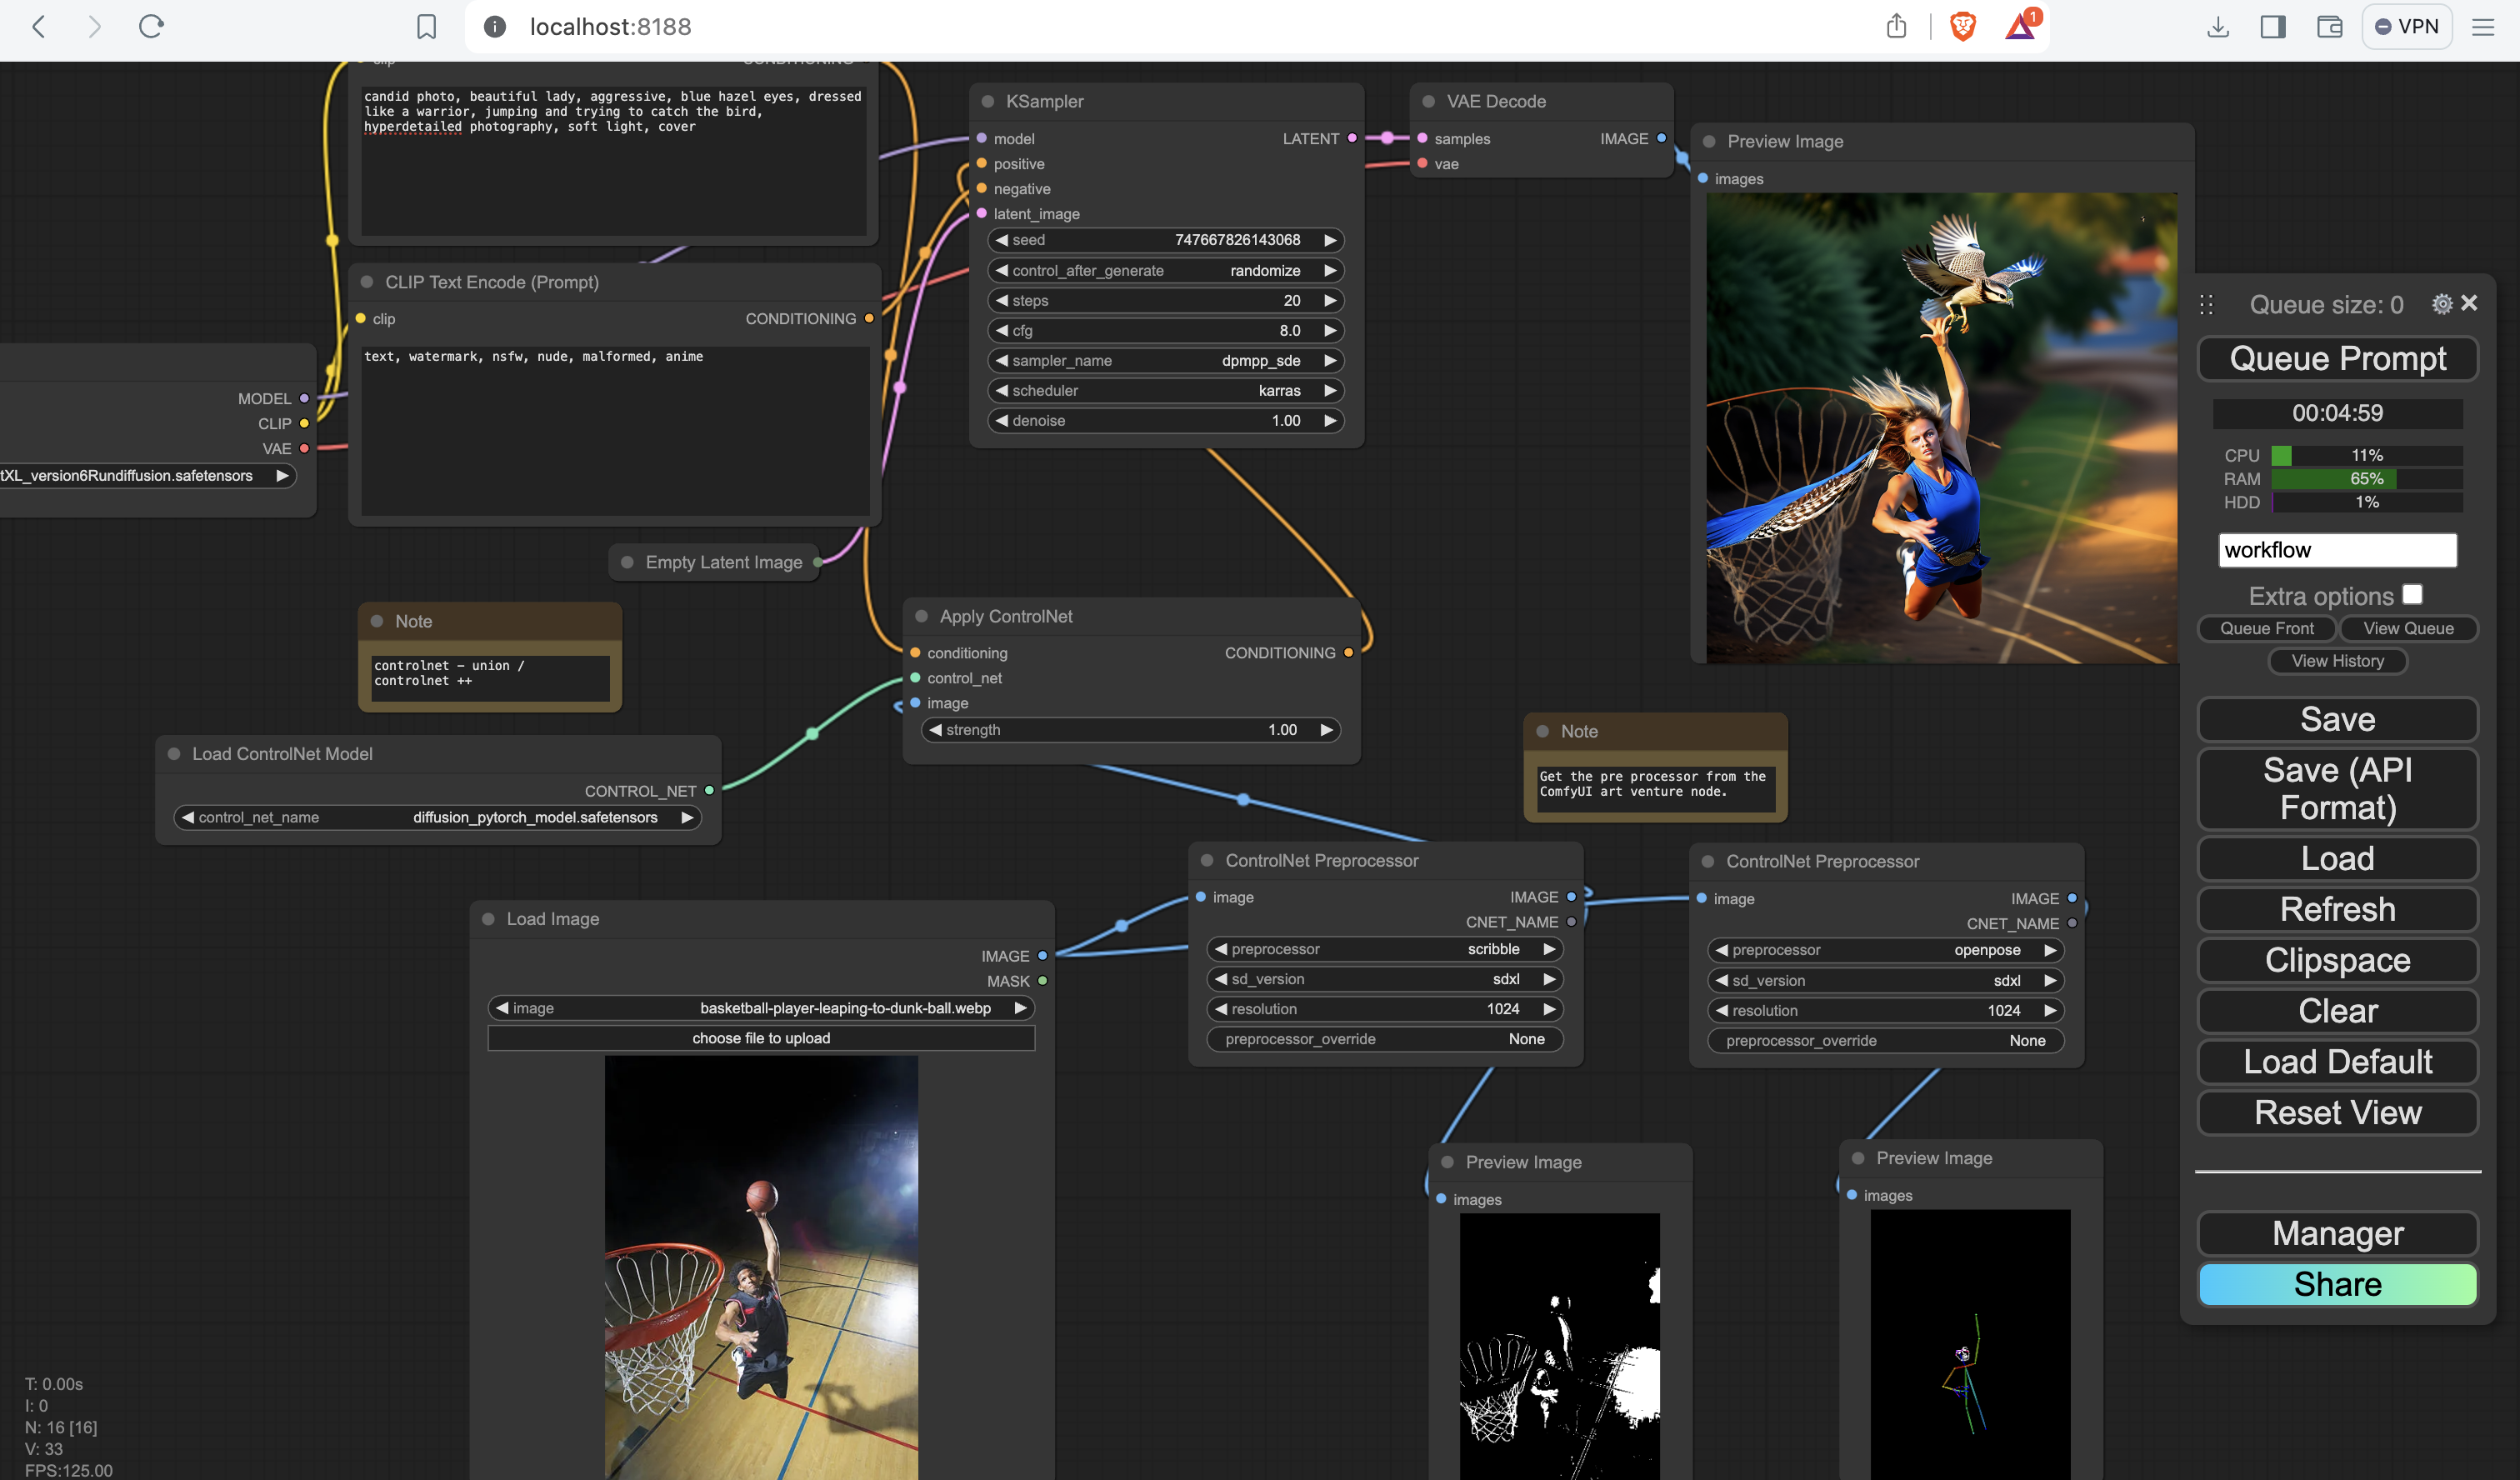 localhost:8188
1
VPN
clip
CONDITIONING
candid photo, beautiful lady, aggressive, blue hazel eyes, dressed
like a warrior, jumping and trying to catch the bird,
hyperdetailed photography, soft light, cover
CLIP Text Encode (Prompt)
clip
CONDITIONING
text, watermark, nsfw, nude, malformed, anime
MODEL
CLIP
VAE
tXL_version6Rundiffusion.safetensors
Empty Latent Image
KSampler
model
LATENT
positive
negative
latent_image
seed 747667826143068
control_after_generate randomize
steps 20
cfg 8.0
sampler_name dpmpp_sde
scheduler karras
denoise 1.00
VAE Decode
samples
IMAGE
vae
Preview Image
images
Note
controlnet - union /
controlnet ++
Load ControlNet Model
CONTROL_NET
control_net_name diffusion_pytorch_model.safetensors
Apply ControlNet
conditioning
CONDITIONING
control_net
image
strength 1.00
Note
Get the pre processor from the
ComfyUI art venture node.
Load Image
IMAGE
MASK
image basketball-player-leaping-to-dunk-ball.webp
choose file to upload
ControlNet Preprocessor
image
IMAGE
CNET_NAME
preprocessor scribble
sd_version sdxl
resolution 1024
preprocessor_override None
ControlNet Preprocessor
image
IMAGE
CNET_NAME
preprocessor openpose
sd_version sdxl
resolution 1024
preprocessor_override None
Preview Image
images
Preview Image
images
Queue size: 0
Queue Prompt
00:04:59
CPU 11%
RAM 65%
HDD 1%
workflow
Extra options
Queue Front
View Queue
View History
Save
Save (API
Format)
Load
Refresh
Clipspace
Clear
Load Default
Reset View
Manager
Share
T: 0.00s
I: 0
N: 16 [16]
V: 33
FPS:125.00